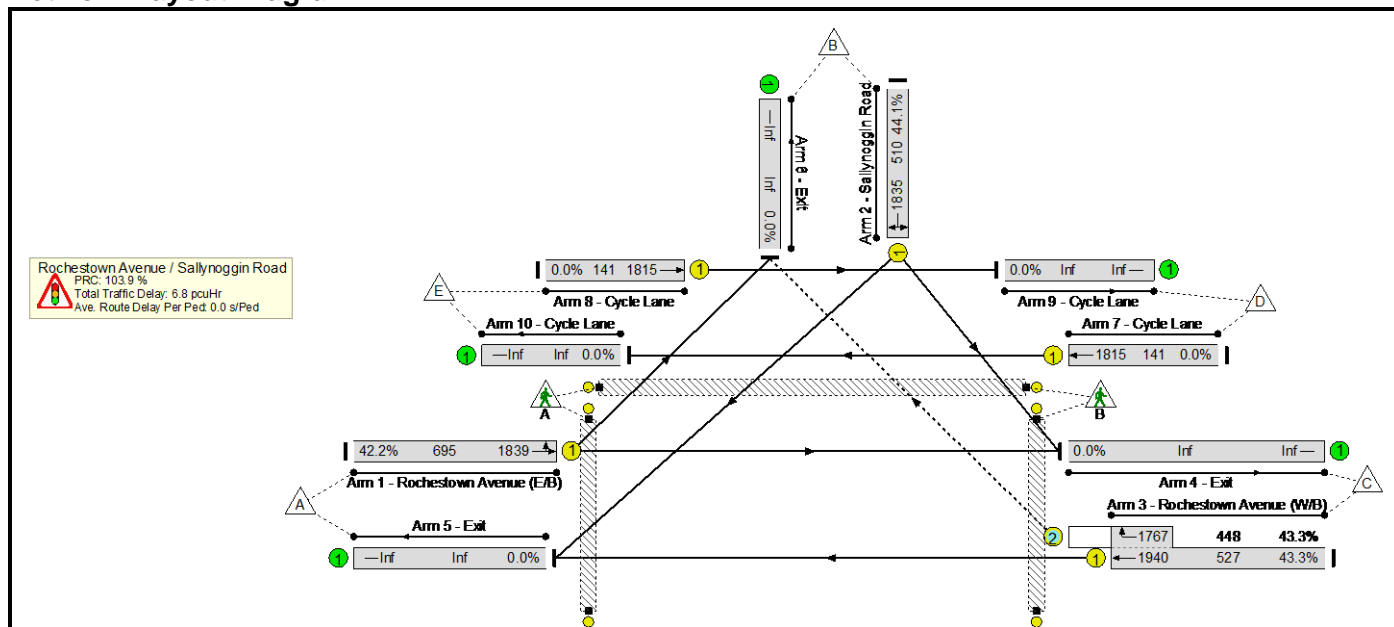 Rochestown Avenue / Sallynoggin Road
PRC: 103.9 %
Total Traffic Delay: 6.8 pcuHr
Ave. Route Delay Per Ped: 0.0 s/Ped
B
1
Inf Inf 0.0%
Arm 6 - Exit
Arm 2 - Sallynoggin Road
1835 510 44.1%
1
E
0.0% 141 1815
1
Arm 8 - Cycle Lane
0.0% Inf Inf
1
Arm 9 - Cycle Lane
D
Arm 10 - Cycle Lane
1
Inf Inf 0.0%
Arm 7 - Cycle Lane
1
1815 141 0.0%
A
B
42.2% 695 1839
1
Arm 1 - Rochestown Avenue (E/B)
0.0% Inf Inf
1
Arm 4 - Exit
A
C
Arm 5 - Exit
1
Inf Inf 0.0%
Arm 3 - Rochestown Avenue (W/B)
2
1767 448 43.3%
1
1940 527 43.3%